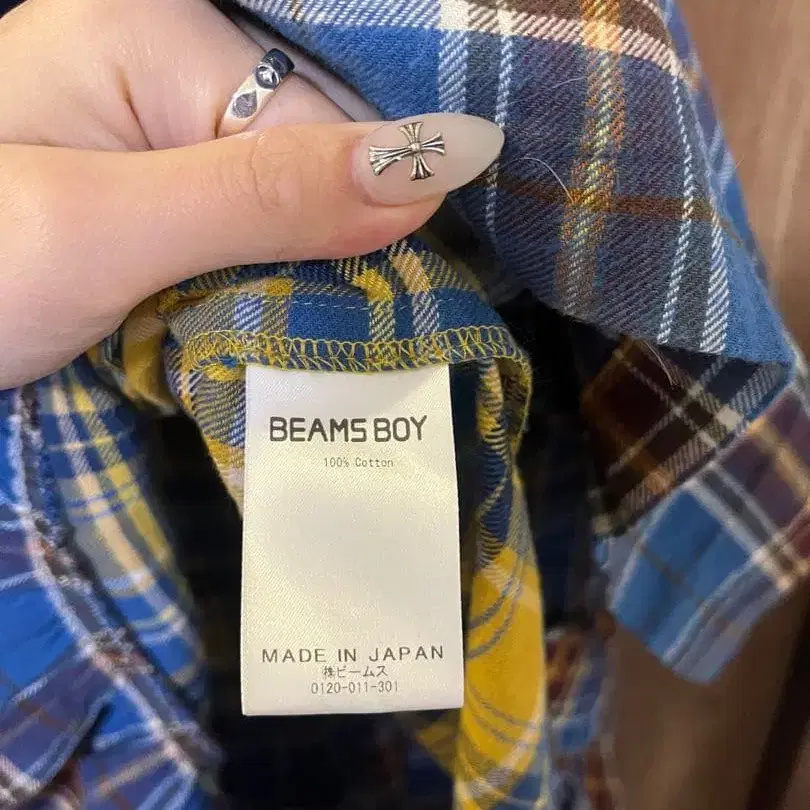 BEAMS BOY
100% Cotton
MADE IN JAPAN
㈱ビームス
0120-011-301